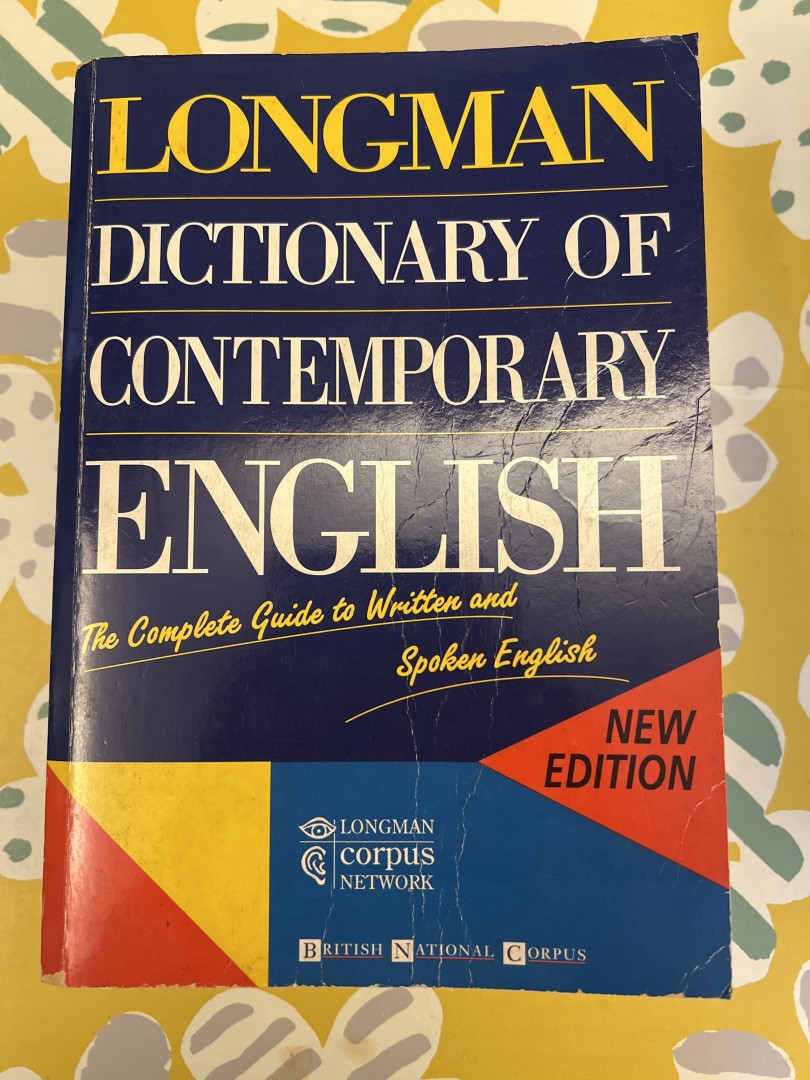 LONGMAN
DICTIONARY OF
CONTEMPORARY
ENGLISH
The Complete Guide to Written and
Spoken English
NEW
EDITION
LONGMAN
corpus
NETWORK
BRITISH NATIONAL CORPUS